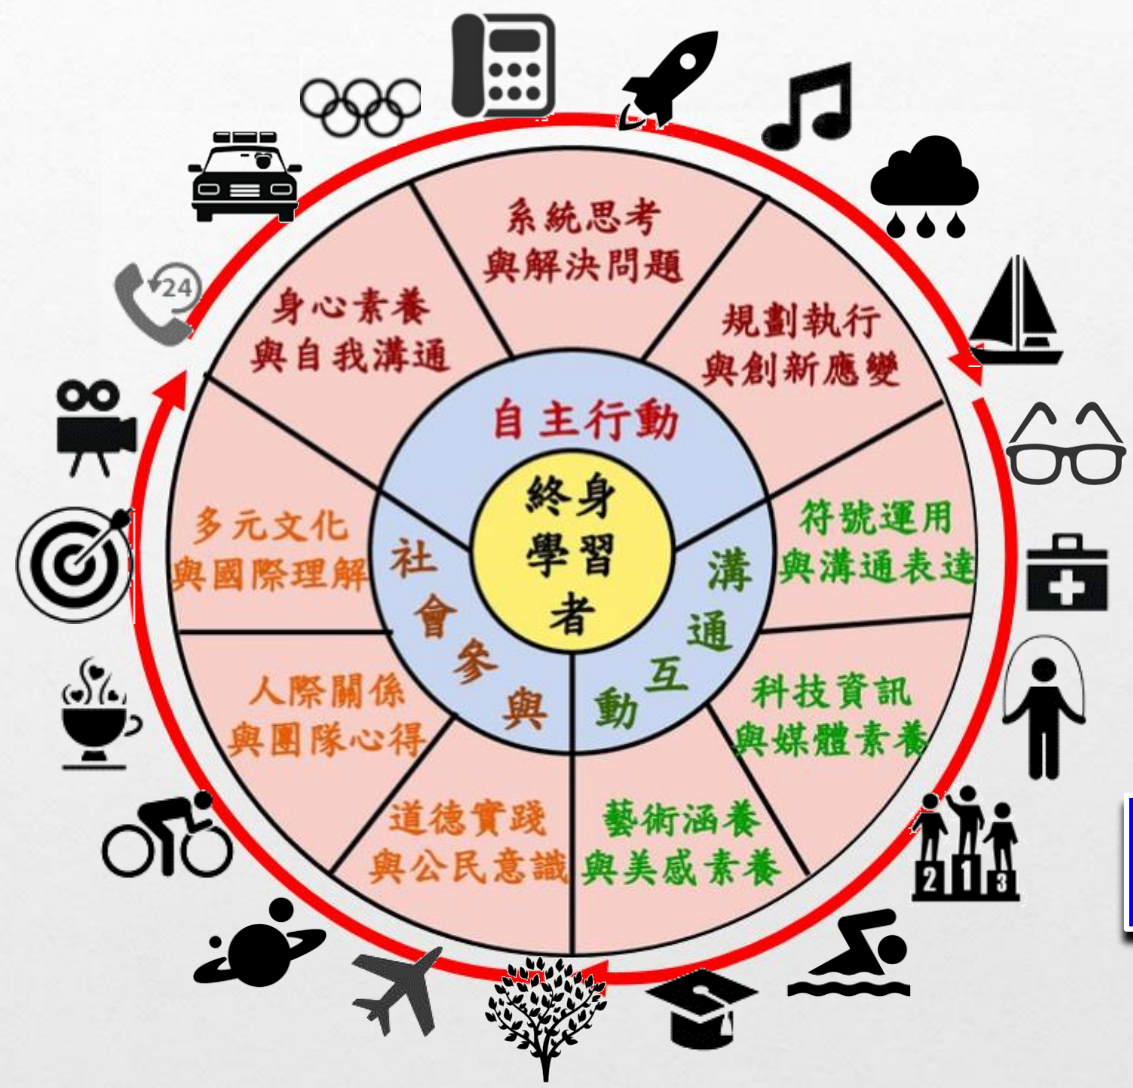 24
系統思考
與解決問題
身心素養
與自我溝通
規劃執行
與創新應變
自主行動
終身
學習
者
多元文化
與國際理解
社會參與
溝通互動
符號運用
與溝通表達
人際關係
與團隊心得
科技資訊
與媒體素養
道德實踐
與公民意識
藝術涵養
與美感素養
2 1 3